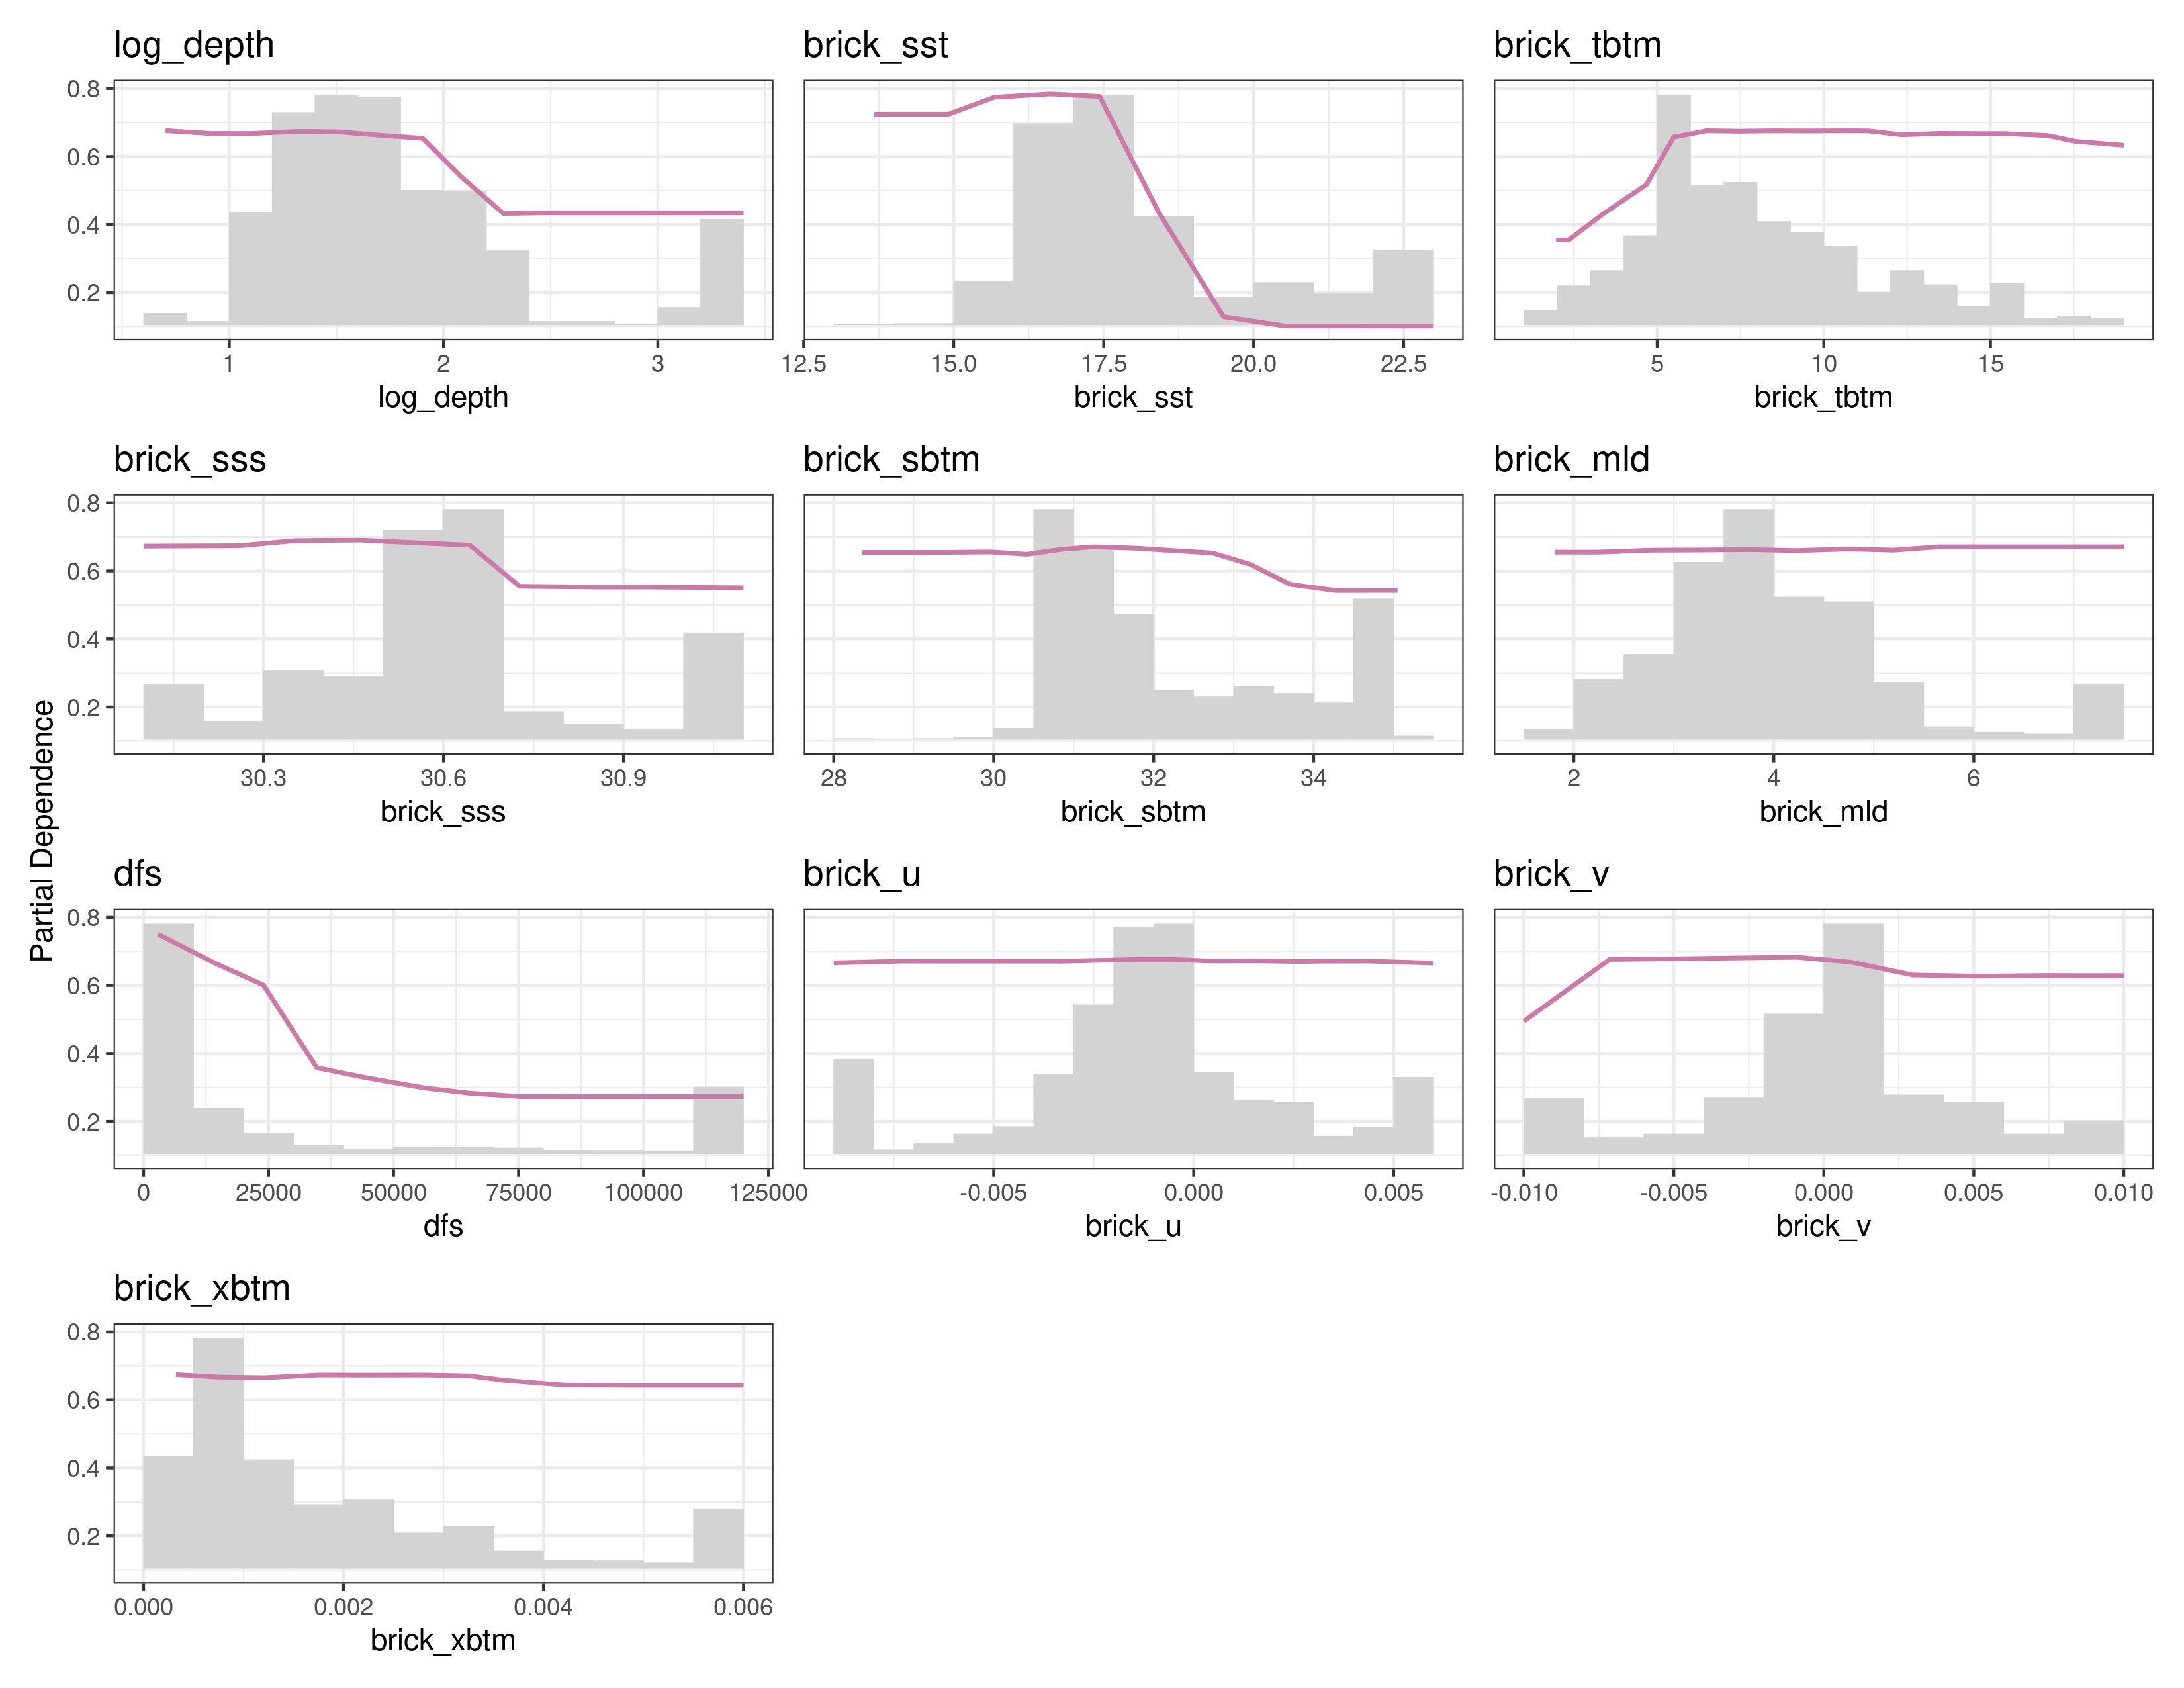 log_depth
brick_sst
brick_tbtm
0.8
0.6
0.4
0.2
1 2 3
12.5 15.0 17.5 20.0 22.5
5 10 15
log_depth
brick_sst
brick_tbtm
brick_sss
brick_sbtm
brick_mld
0.8
0.6
0.4
0.2
30.3 30.6 30.9
28 30 32 34
2 4 6
brick_sss
brick_sbtm
brick_mld
Partial Dependence
dfs
brick_u
brick_v
0.8
0.6
0.4
0.2
0 25000 50000 75000 100000 125000
-0.005 0.000 0.005
-0.010 -0.005 0.000 0.005 0.010
dfs
brick_u
brick_v
brick_xbtm
0.8
0.6
0.4
0.2
0.000 0.002 0.004 0.006
brick_xbtm